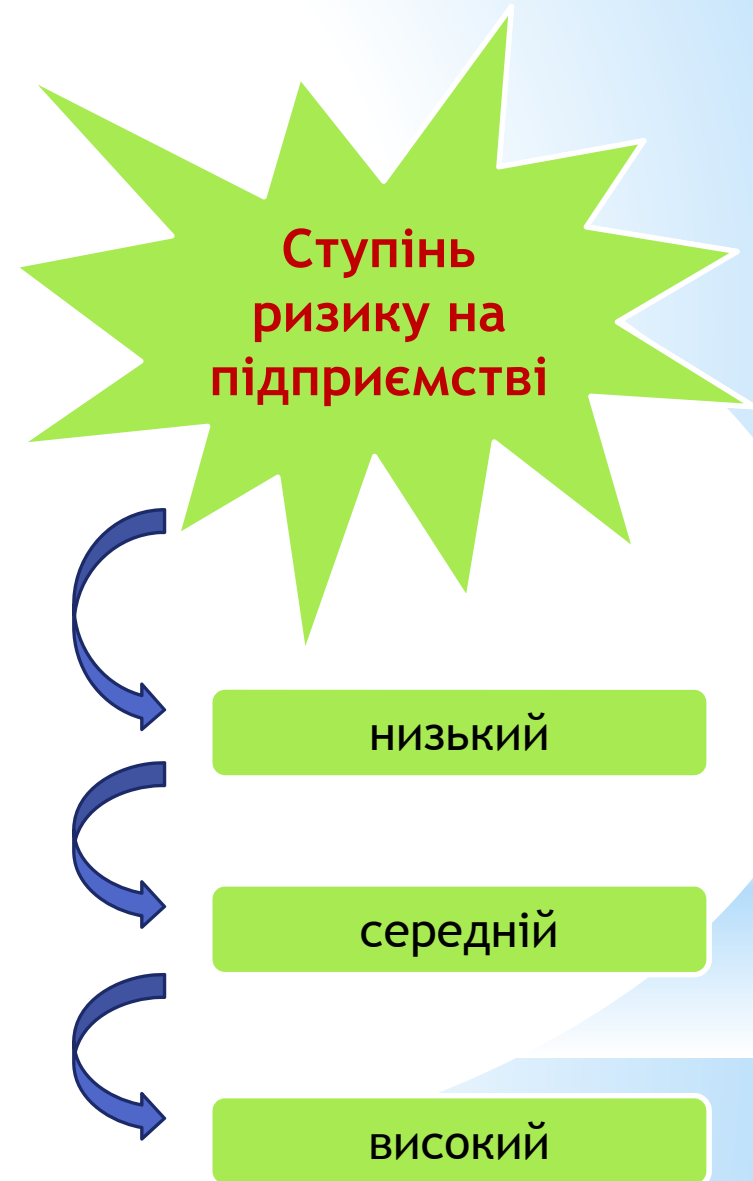 Ступінь
ризику на
підприємстві
низький
середній
високий